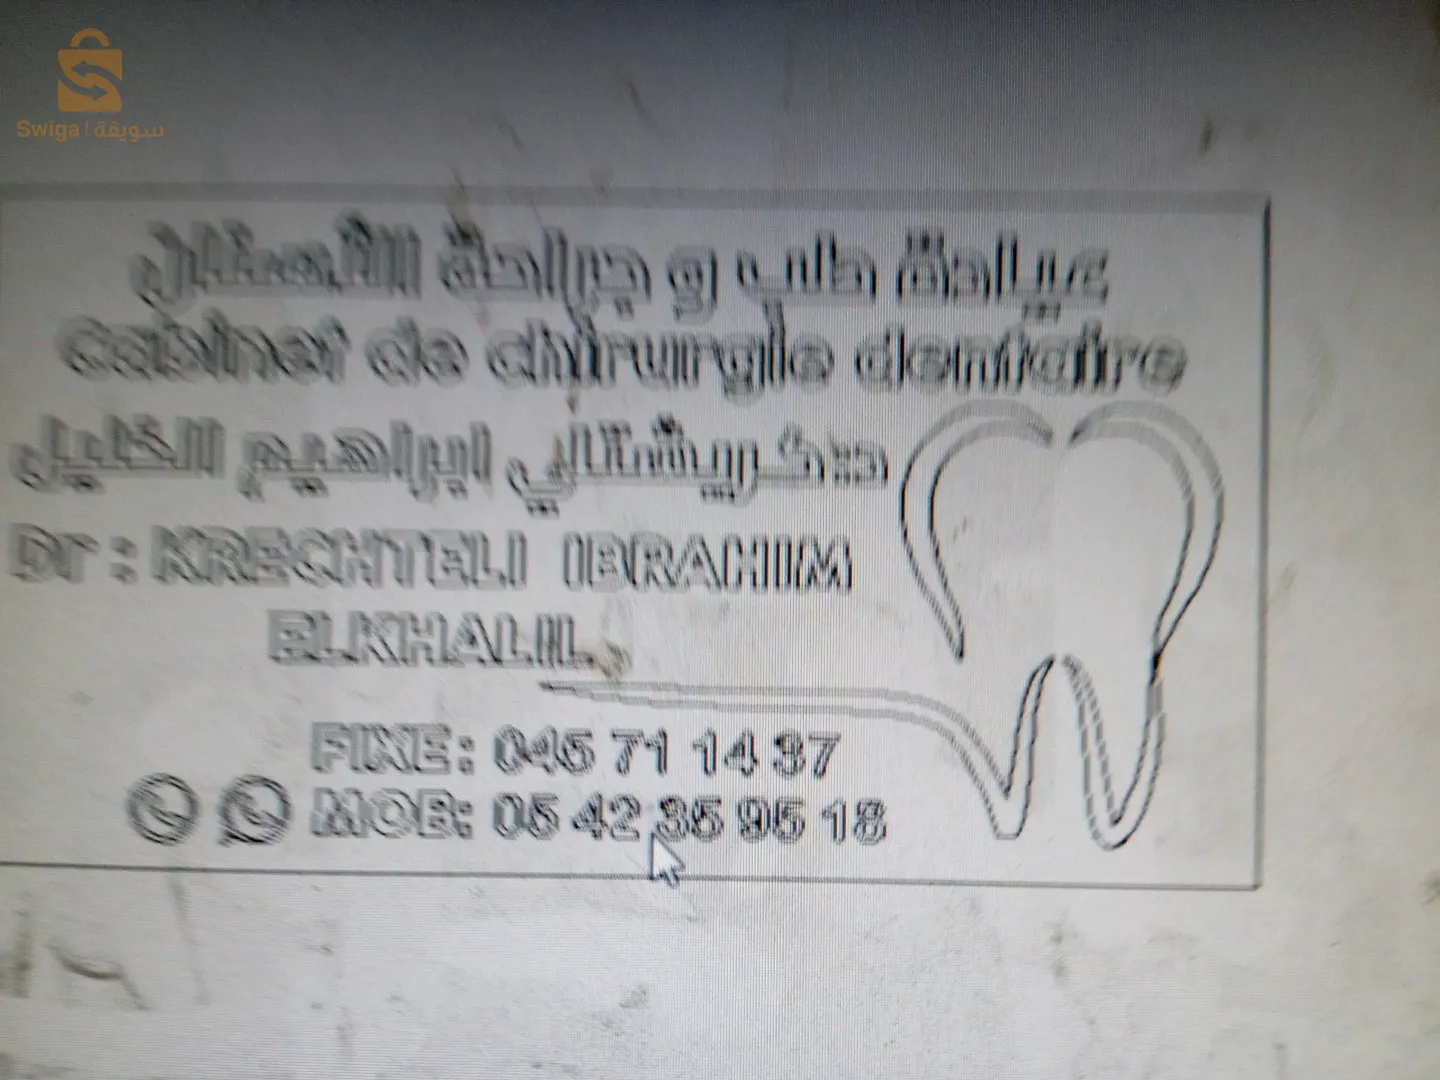 Swiga | سويقة
عيادة طب و جراحة الأسنان
Cabinet de chirurgie dentaire
د.كريشتالي ابراهيم الخليل
Dr : KRECHTELI IBRAHIM
ELKHALIL
FIXE: 045 71 14 37
MOB: 05 42 35 95 18